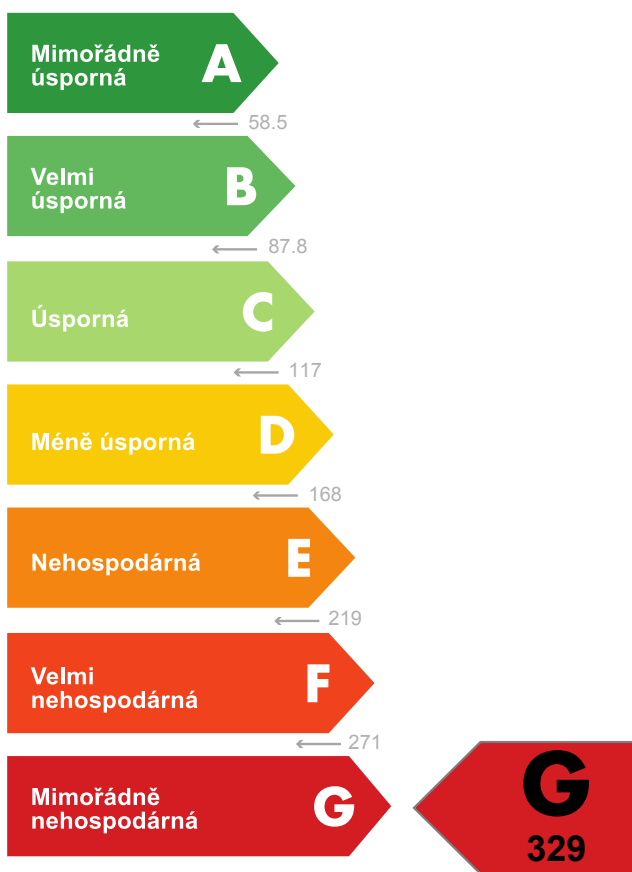 Mimořádně
úsporná
A
← 58.5
Velmi
úsporná
B
← 87.8
Úsporná
C
← 117
Méně úsporná
D
← 168
Nehospodárná
E
← 219
Velmi
nehospodárná
F
← 271
Mimořádně
nehospodárná
G
G
329